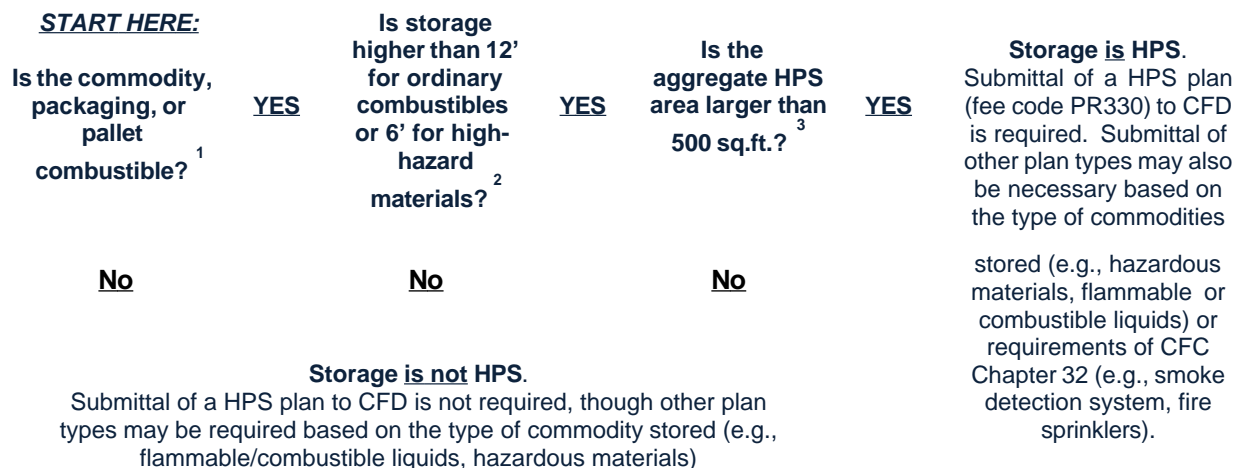 START HERE:
Is the commodity,
packaging, or
pallet
combustible? 1
YES
Is storage
higher than 12’
for ordinary
combustibles
or 6’ for high-
hazard
materials? 2
YES
Is the
aggregate HPS
area larger than
500 sq.ft.? 3
YES
Storage is HPS.
Submittal of a HPS plan
(fee code PR330) to CFD
is required. Submittal of
other plan types may also
be necessary based on
the type of commodities
stored (e.g., hazardous
materials, flammable or
combustible liquids) or
requirements of CFC
Chapter 32 (e.g., smoke
detection system, fire
sprinklers).
No
No
No
Storage is not HPS.
Submittal of a HPS plan to CFD is not required, though other plan
types may be required based on the type of commodity stored (e.g.,
flammable/combustible liquids, hazardous materials)